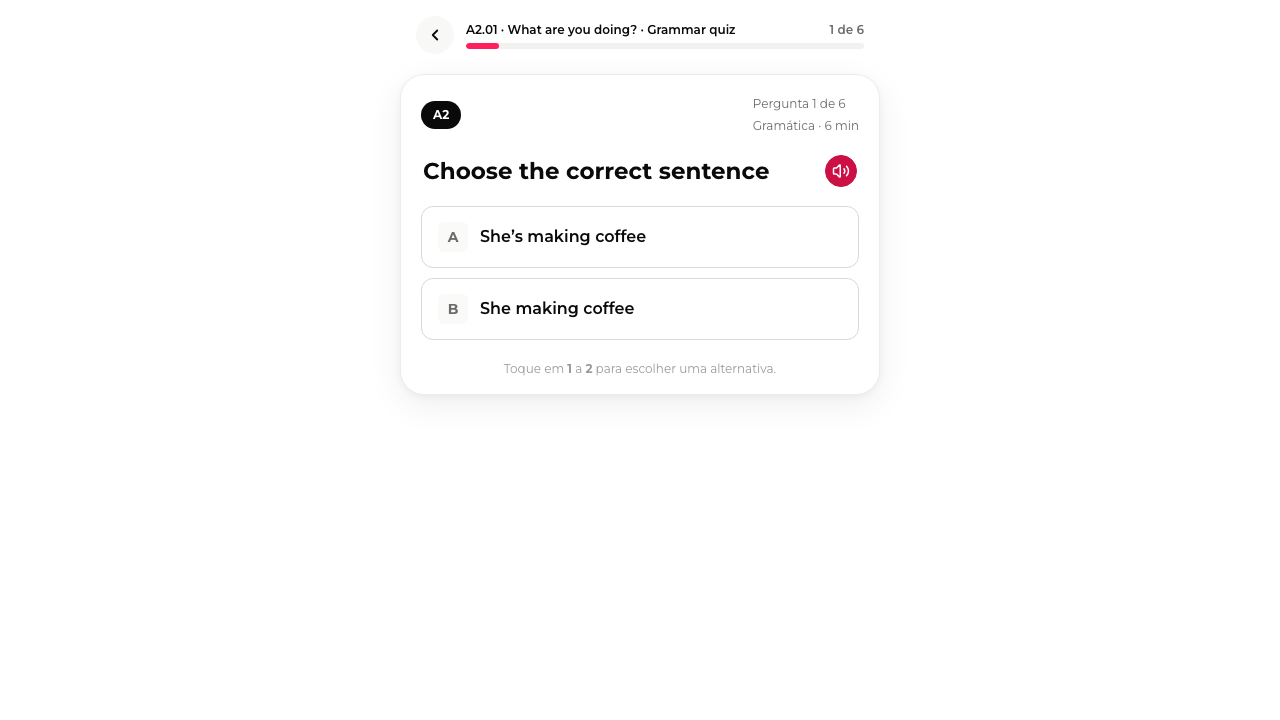 A2.01 · What are you doing? · Grammar quiz
1 de 6
A2
Pergunta 1 de 6
Gramática · 6 min
Choose the correct sentence
A She’s making coffee
B She making coffee
Toque em 1 a 2 para escolher uma alternativa.